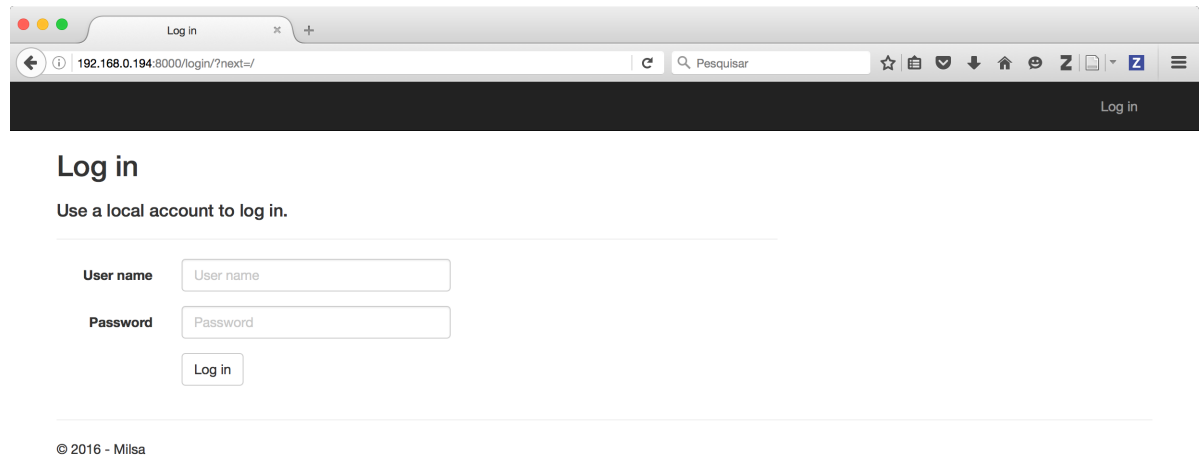 Log in
192.168.0.194:8000/login/?next=/
Pesquisar
Log in
Log in
Use a local account to log in.
User name User name
Password Password
Log in
© 2016 - Milsa